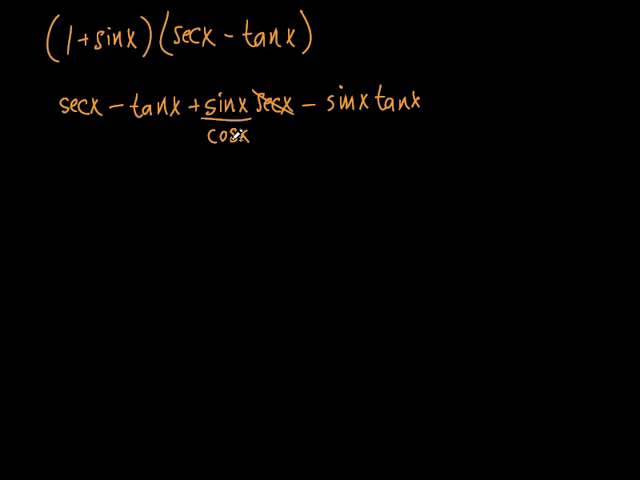 (1+sinx)(secx - tanx)
secx - tanx + sinx secx - sinx tanx
cosx